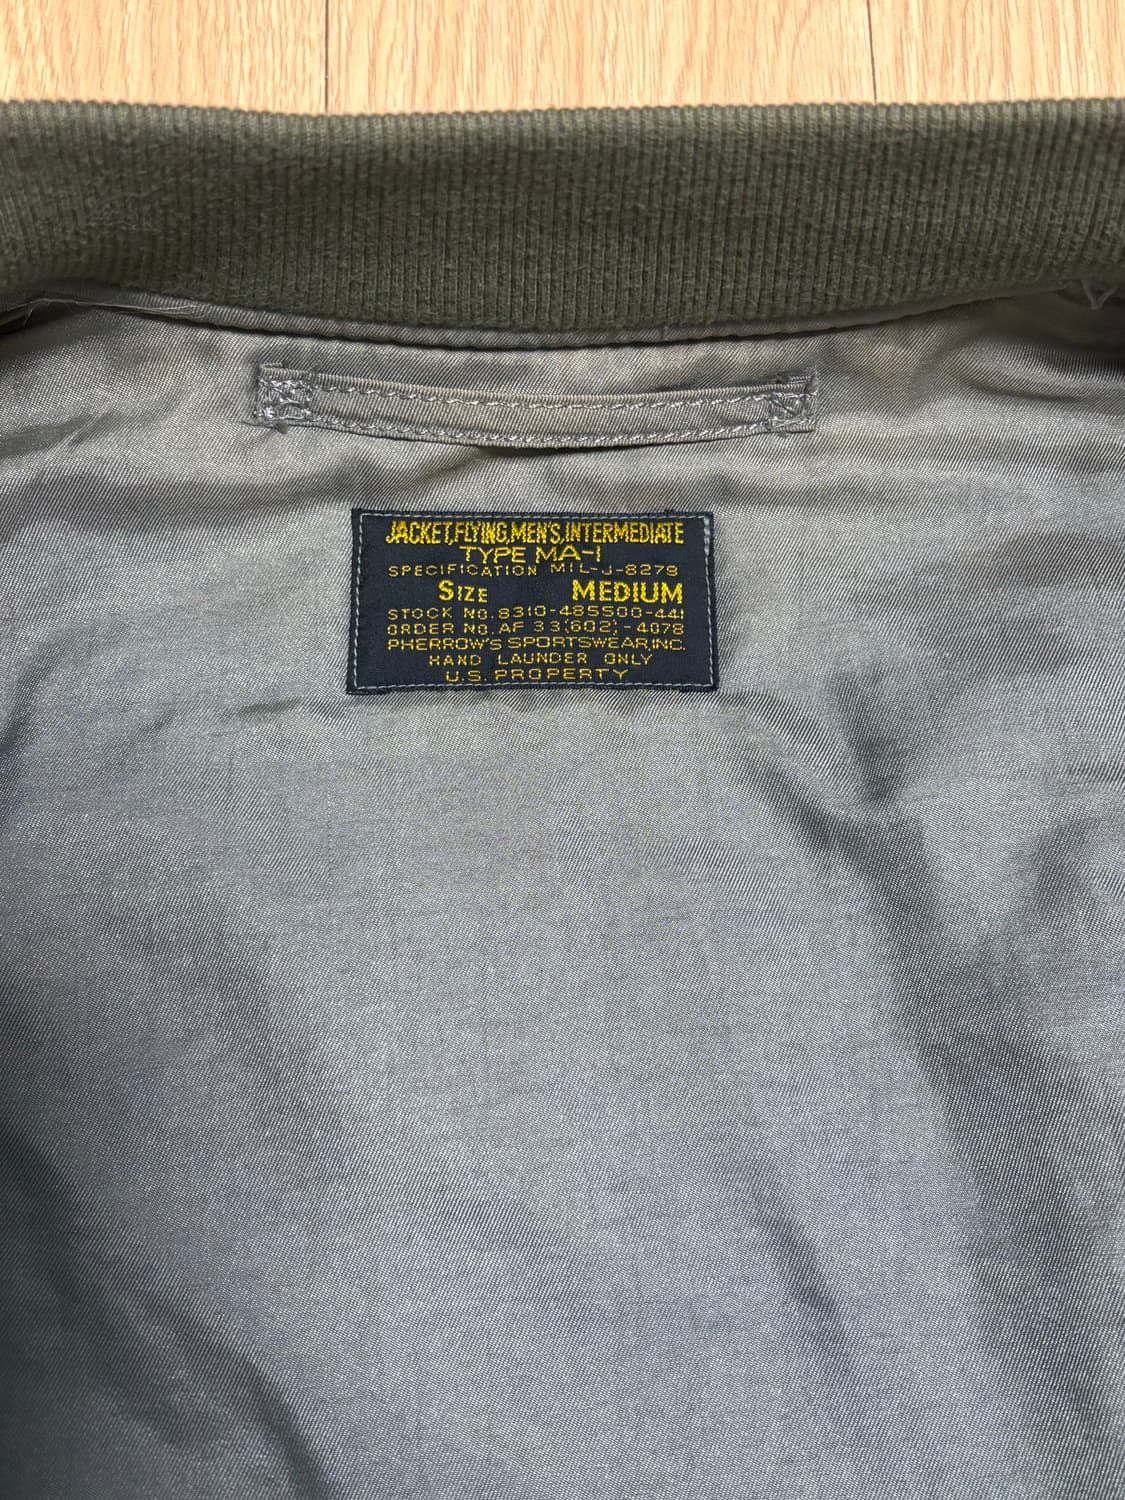 JACKET,FLYING,MEN'S,INTERMEDIATE
TYPE MA-1
SPECIFICATION MIL-J-8279
SIZE MEDIUM
STOCK NO. 8310-485500-441
ORDER NO. AF 33(602)-4078
PHERROW'S SPORTSWEAR,INC.
HAND LAUNDER ONLY
U.S. PROPERTY